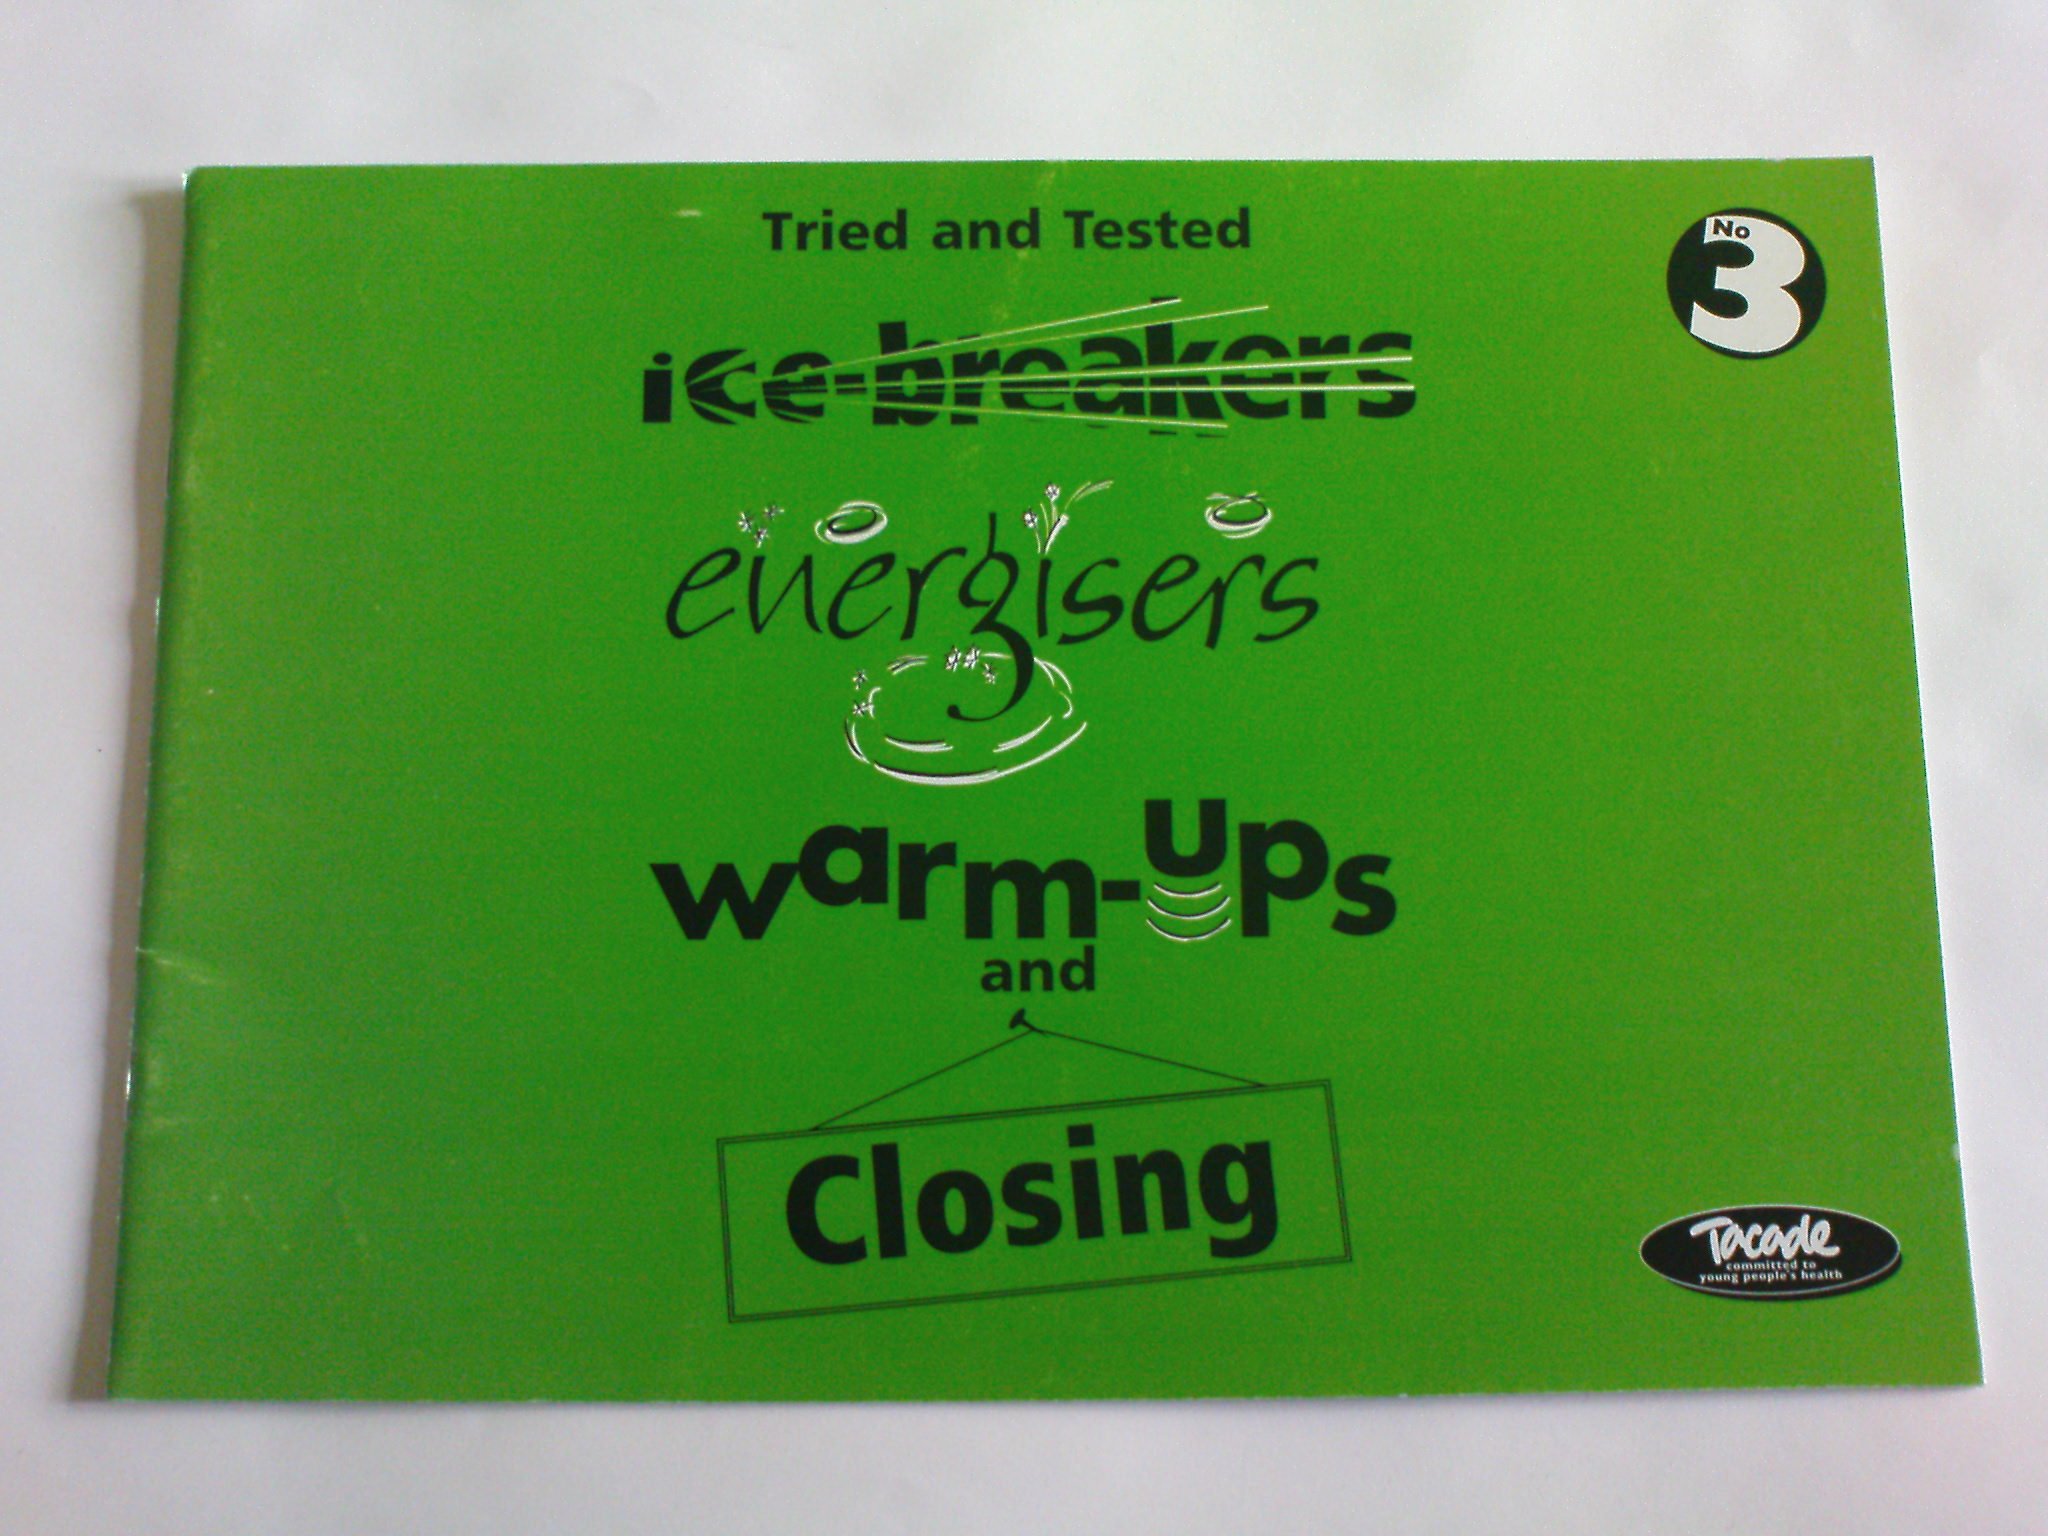 Tried and Tested
No
3
ice-breakers
energisers
warm-ups
and
Closing
Tacade
committed to
young people's health